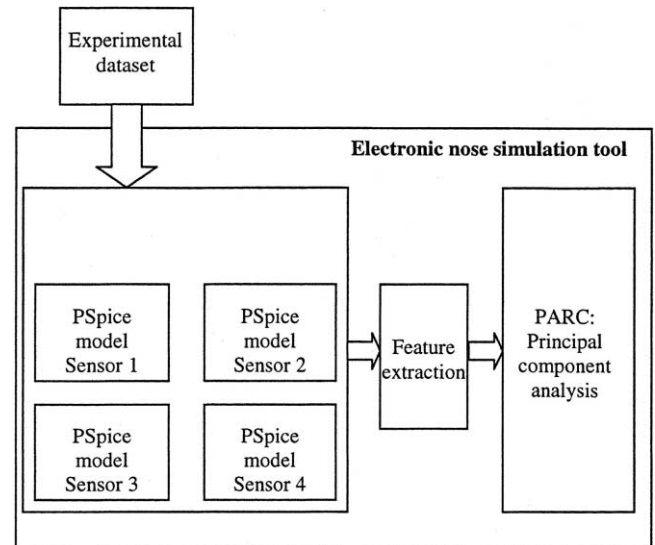 Experimental
dataset
Electronic nose simulation tool
PSpice
model
Sensor 1
PSpice
model
Sensor 2
PSpice
model
Sensor 3
PSpice
model
Sensor 4
Feature
extraction
PARC:
Principal
component
analysis